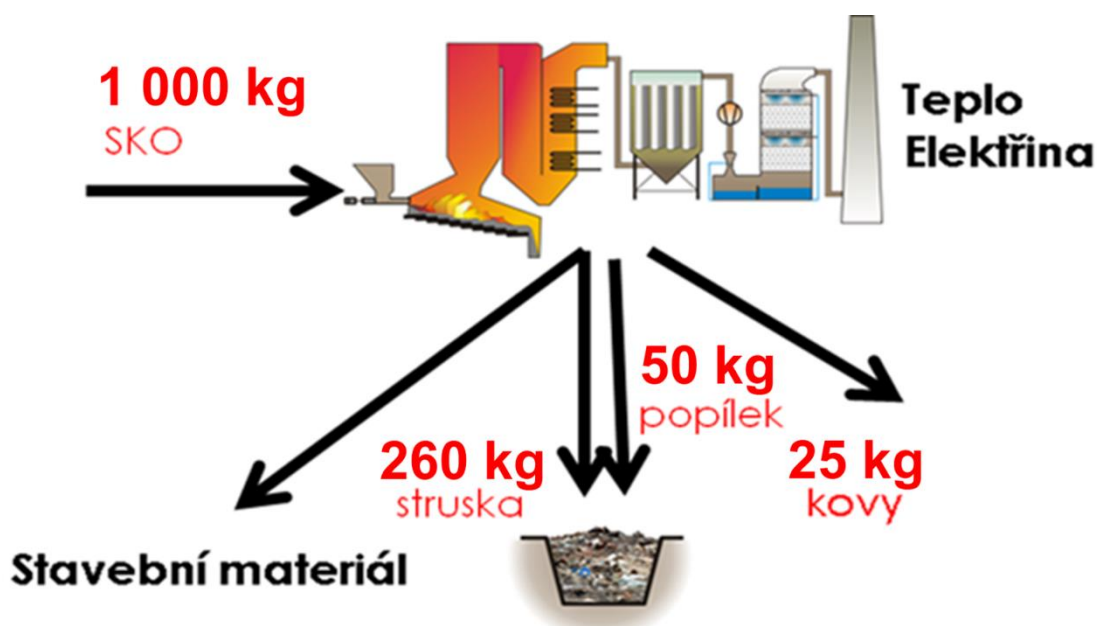 1 000 kg
SKO
Teplo
Elektřina
50 kg
popílek
260 kg
struska
25 kg
kovy
Stavební materiál